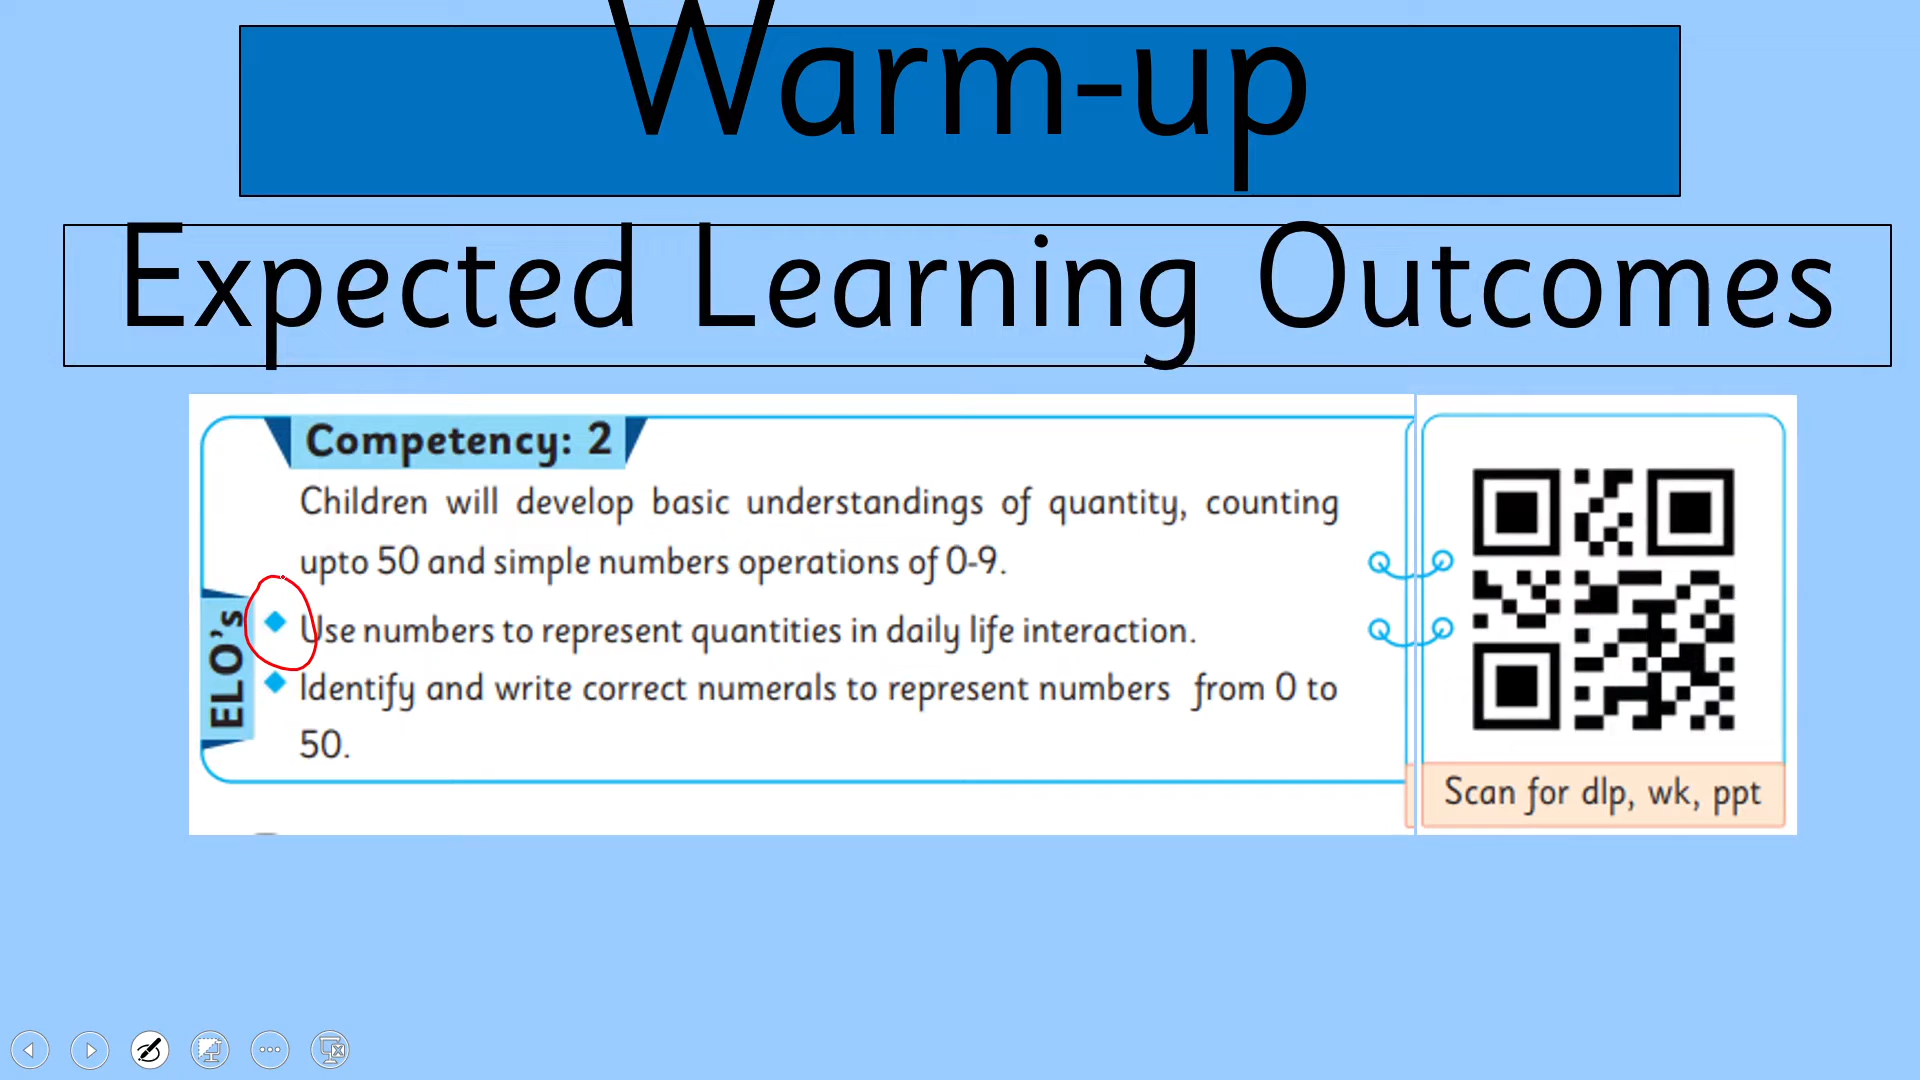 Warm-up
Expected Learning Outcomes
Competency: 2
Children will develop basic understandings of quantity, counting
upto 50 and simple numbers operations of 0-9.
ELO's
Use numbers to represent quantities in daily life interaction.
Identify and write correct numerals to represent numbers from 0 to
50.
Scan for dlp, wk, ppt